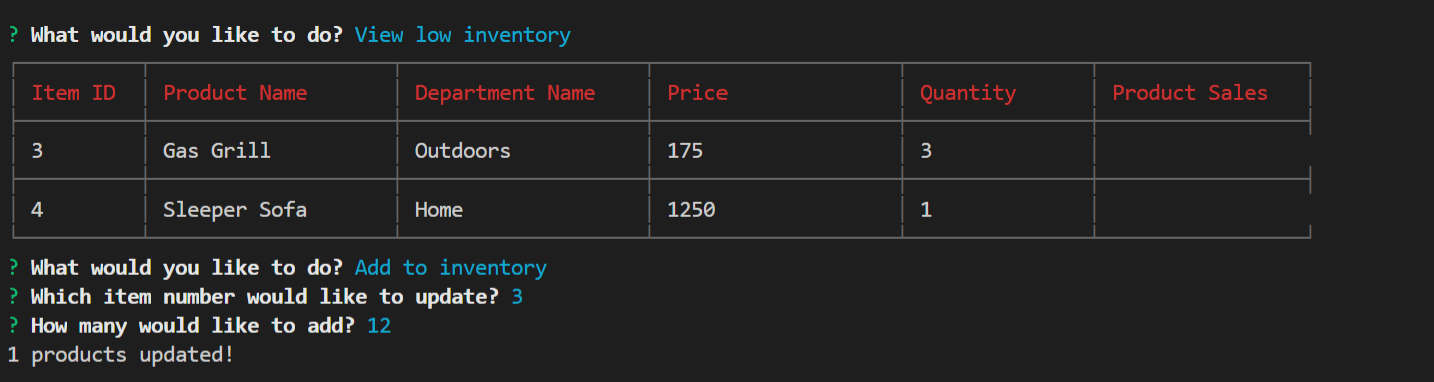 ? What would you like to do? View low inventory
Item ID Product Name Department Name Price Quantity Product Sales
3 Gas Grill Outdoors 175 3
4 Sleeper Sofa Home 1250 1
? What would you like to do? Add to inventory
? Which item number would like to update? 3
? How many would like to add? 12
1 products updated!